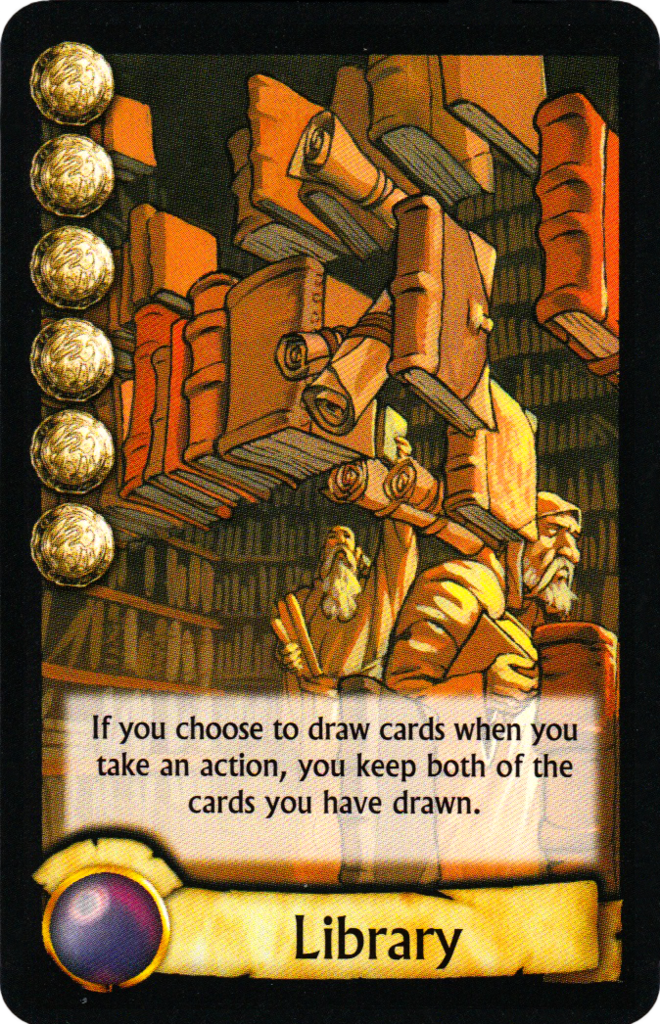 If you choose to draw cards when you
take an action, you keep both of the
cards you have drawn.
Library